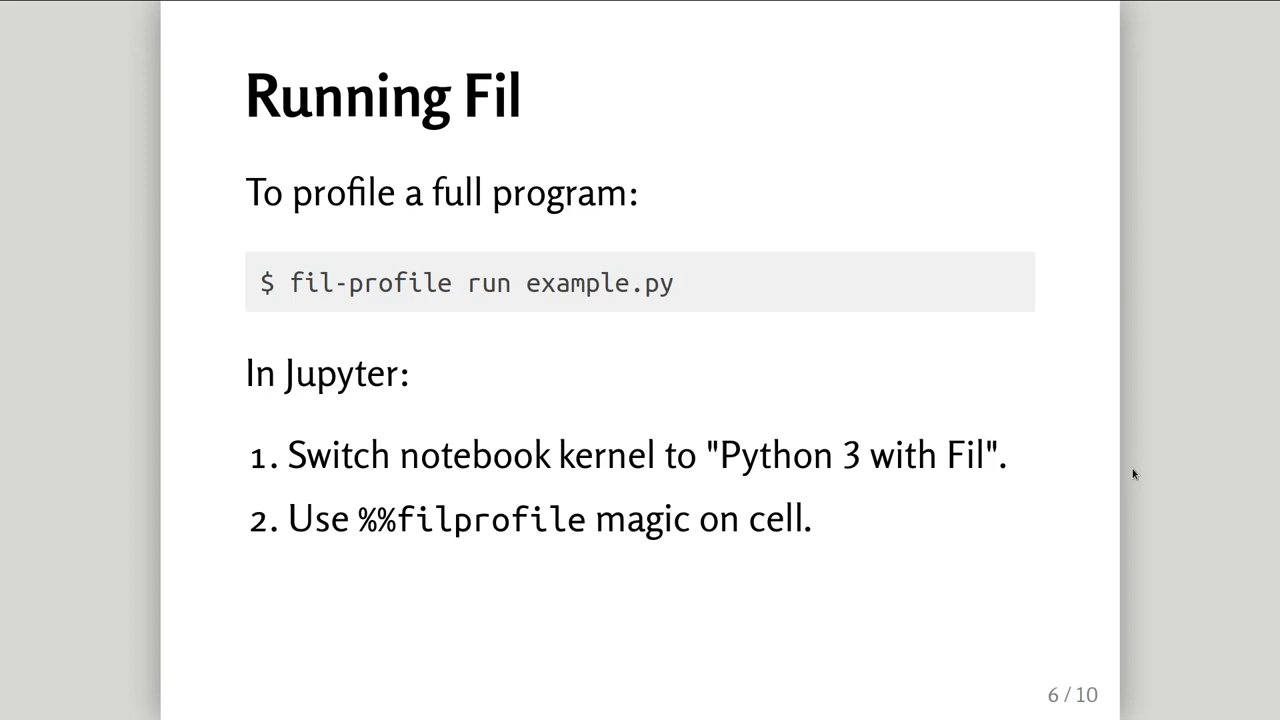 Running Fil
To profile a full program:
$ fil-profile run example.py
In Jupyter:
1. Switch notebook kernel to "Python 3 with Fil".
2. Use %%filprofile magic on cell.
6 / 10